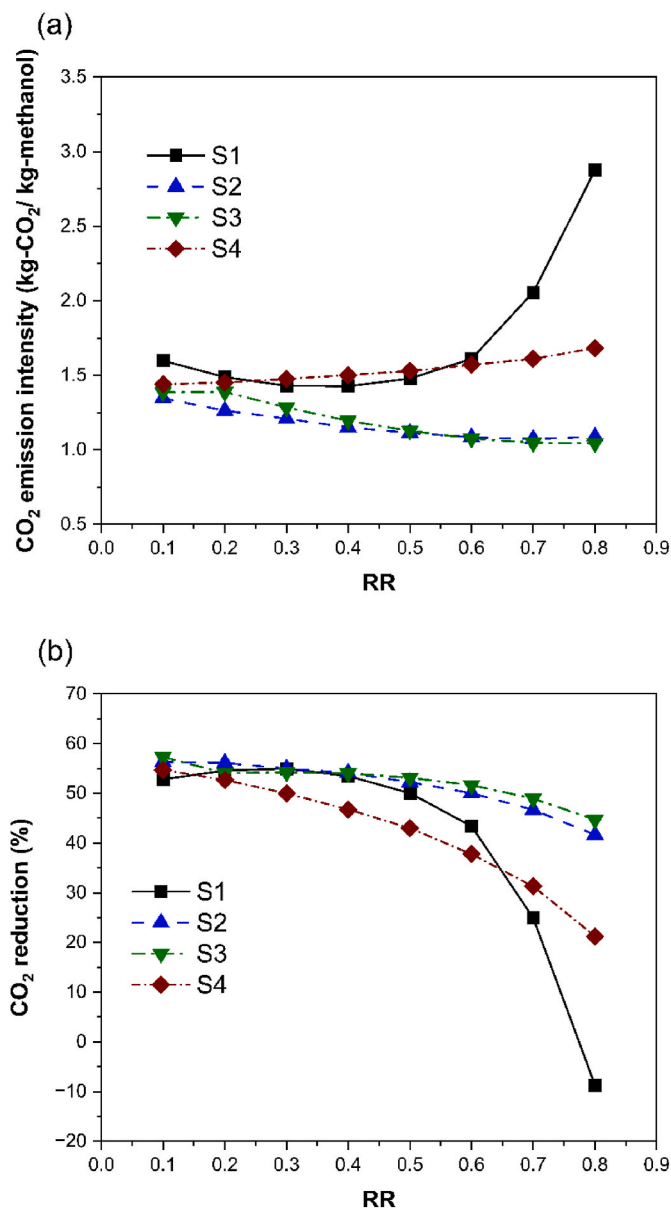 (a)
CO₂ emission intensity (kg-CO₂/ kg-methanol)
3.5
3.0
2.5
2.0
1.5
1.0
0.5
S1
S2
S3
S4
0.0 0.1 0.2 0.3 0.4 0.5 0.6 0.7 0.8 0.9
RR
(b)
CO₂ reduction (%)
70
60
50
40
30
20
10
0
−10
−20
S1
S2
S3
S4
0.0 0.1 0.2 0.3 0.4 0.5 0.6 0.7 0.8 0.9
RR